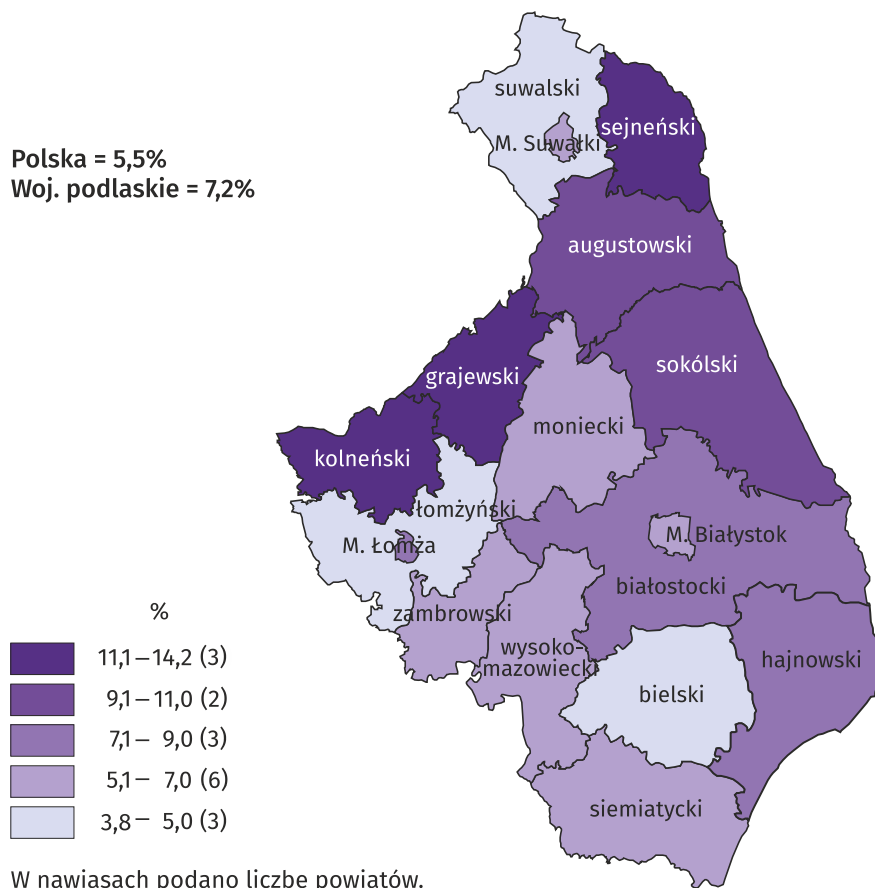 suwalski
sejneński
M. Suwałki
Polska = 5,5%
Woj. podlaskie = 7,2%
augustowski
sokólski
grajewski
moniecki
kolneński
łomżyński
M. Łomża
M. Białystok
białostocki
zambrowski
wysoko-
mazowiecki
hajnowski
bielski
siemiatycki
%
11,1–14,2 (3)
9,1–11,0 (2)
7,1– 9,0 (3)
5,1– 7,0 (6)
3,8– 5,0 (3)
W nawiasach podano liczbę powiatów.